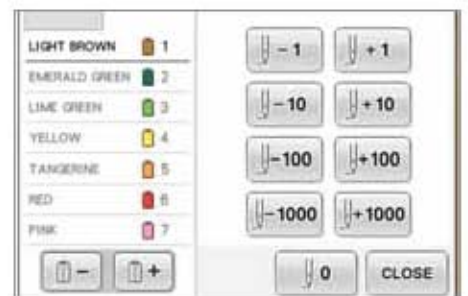 LIGHT BROWN 1
EMERALD GREEN 2
LIME GREEN 3
YELLOW 4
TANGERINE 5
RED 6
PINK 7
- +
-1 +1
-10 +10
-100 +100
-1000 +1000
0 CLOSE